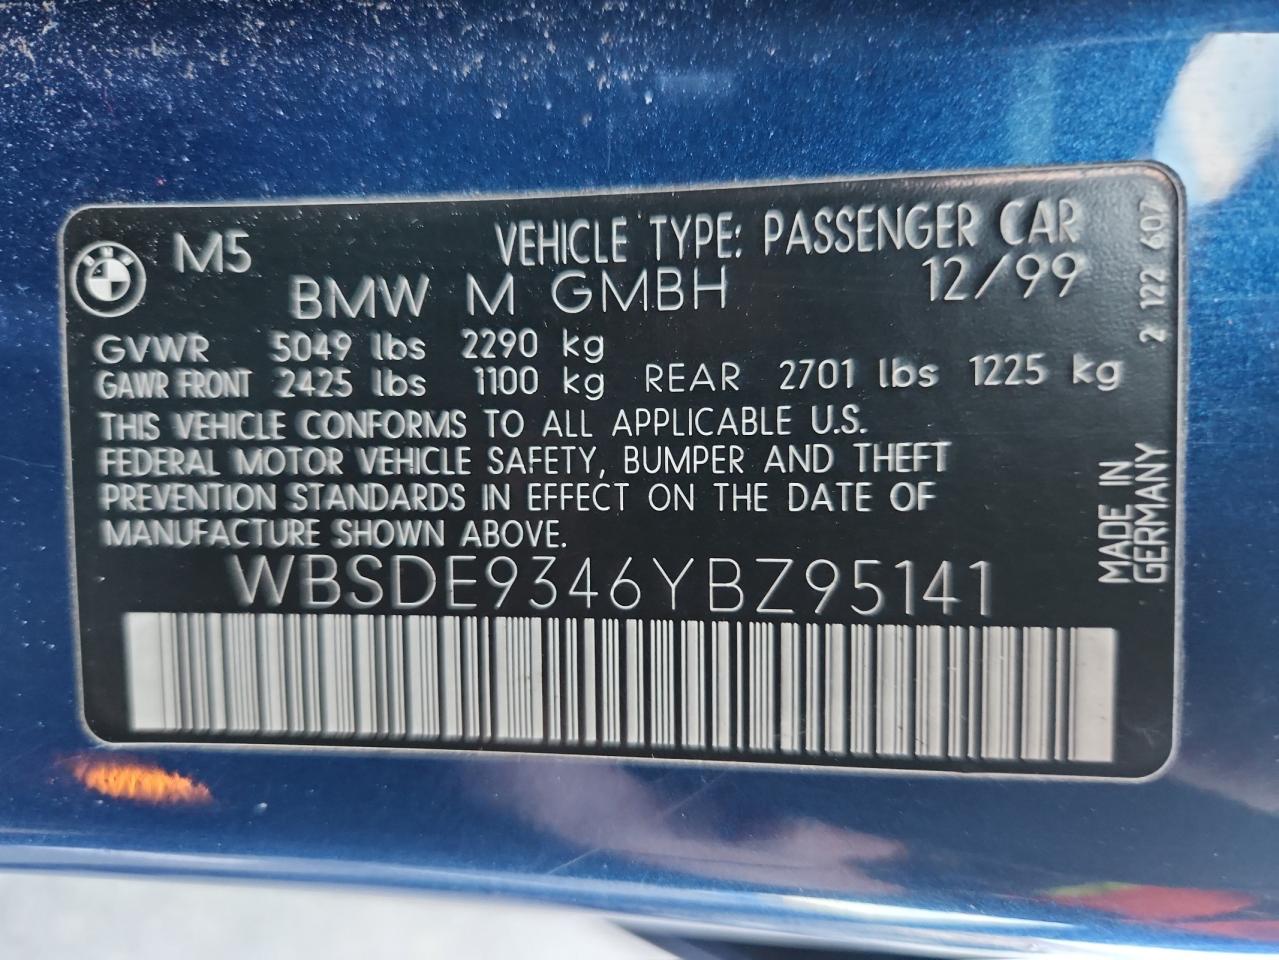 M5 VEHICLE TYPE: PASSENGER CAR
BMW M GMBH 12/99
GVWR 5049 lbs 2290 kg
GAWR FRONT 2425 lbs 1100 kg REAR 2701 lbs 1225 kg
THIS VEHICLE CONFORMS TO ALL APPLICABLE U.S.
FEDERAL MOTOR VEHICLE SAFETY, BUMPER AND THEFT
PREVENTION STANDARDS IN EFFECT ON THE DATE OF
MANUFACTURE SHOWN ABOVE.
WBSDE9346YBZ95141
2 122 607
MADE IN
GERMANY